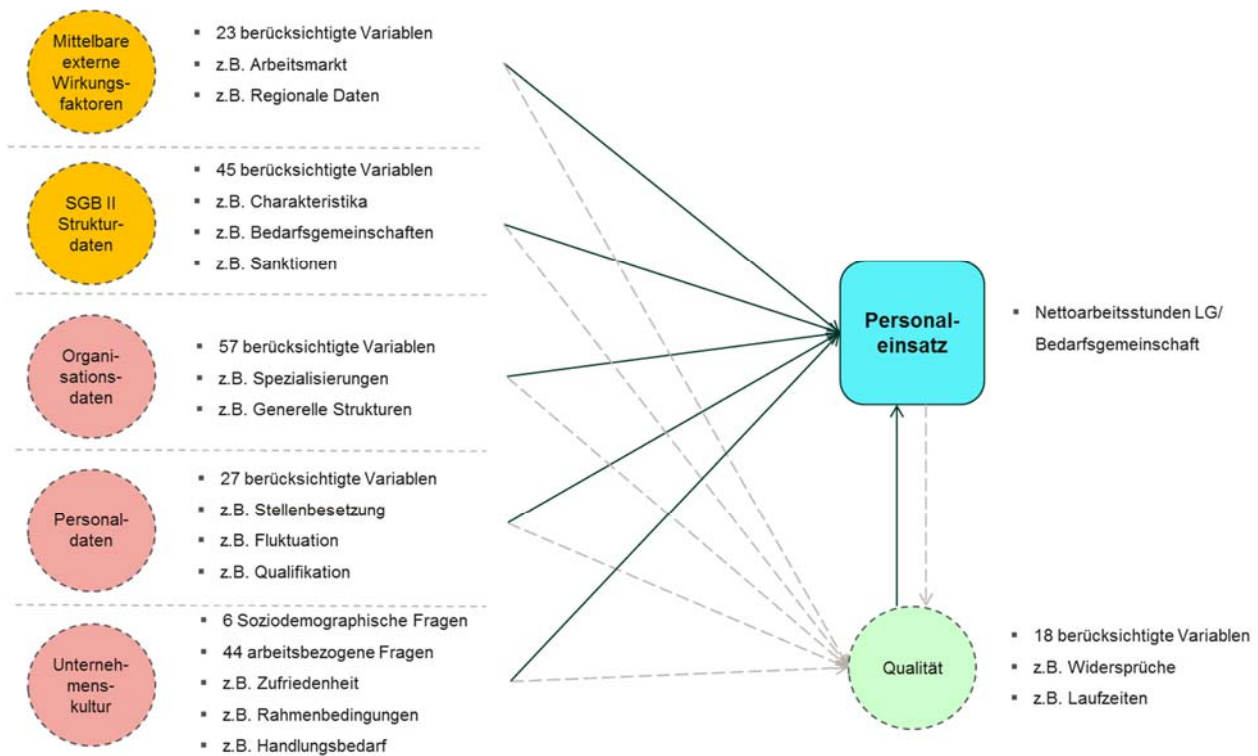 Mittelbare
externe
Wirkungs-
faktoren
▪ 23 berücksichtigte Variablen
▪ z.B. Arbeitsmarkt
▪ z.B. Regionale Daten
SGB II
Struktur-
daten
▪ 45 berücksichtigte Variablen
▪ z.B. Charakteristika
▪ z.B. Bedarfsgemeinschaften
▪ z.B. Sanktionen
Organi-
sations-
daten
▪ 57 berücksichtigte Variablen
▪ z.B. Spezialisierungen
▪ z.B. Generelle Strukturen
Personal-
daten
▪ 27 berücksichtigte Variablen
▪ z.B. Stellenbesetzung
▪ z.B. Fluktuation
▪ z.B. Qualifikation
Unterneh-
mens-
kultur
▪ 6 Soziodemographische Fragen
▪ 44 arbeitsbezogene Fragen
▪ z.B. Zufriedenheit
▪ z.B. Rahmenbedingungen
▪ z.B. Handlungsbedarf
Personal-
einsatz
▪ Nettoarbeitsstunden LG/
Bedarfsgemeinschaft
Qualität
▪ 18 berücksichtigte Variablen
▪ z.B. Widersprüche
▪ z.B. Laufzeiten